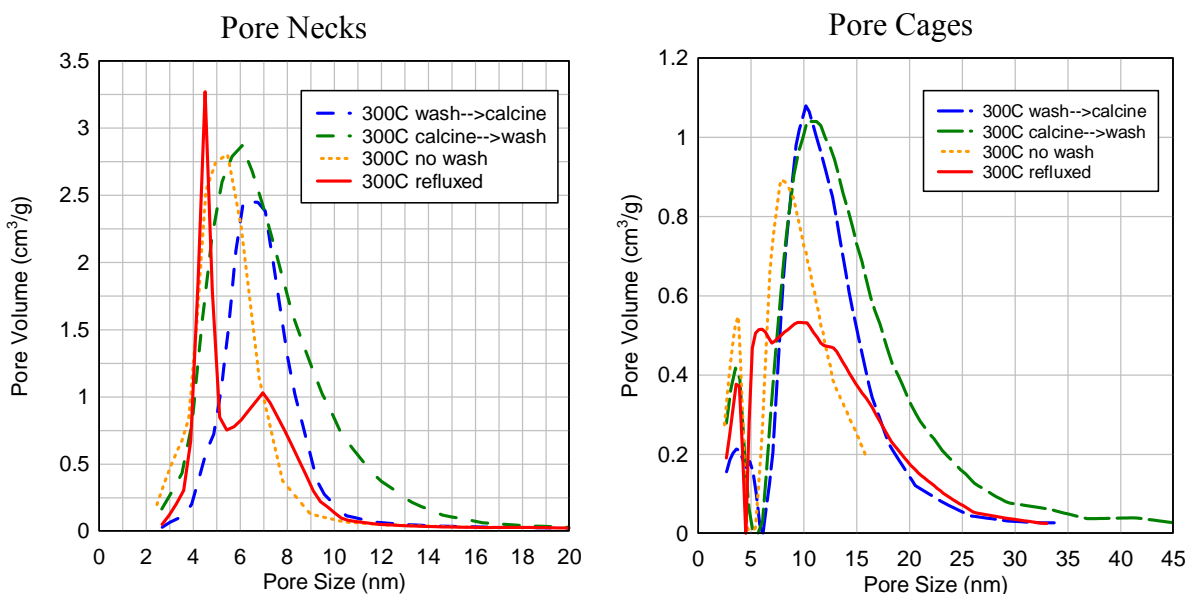 Pore Necks
3.5
3
2.5
2
1.5
1
0.5
0
Pore Volume (cm³/g)
300C wash-->calcine
300C calcine-->wash
300C no wash
300C refluxed
0 2 4 6 8 10 12 14 16 18 20
Pore Size (nm)
Pore Cages
1.2
1
0.8
0.6
0.4
0.2
0
Pore Volume (cm³/g)
300C wash-->calcine
300C calcine-->wash
300C no wash
300C refluxed
0 5 10 15 20 25 30 35 40 45
Pore Size (nm)